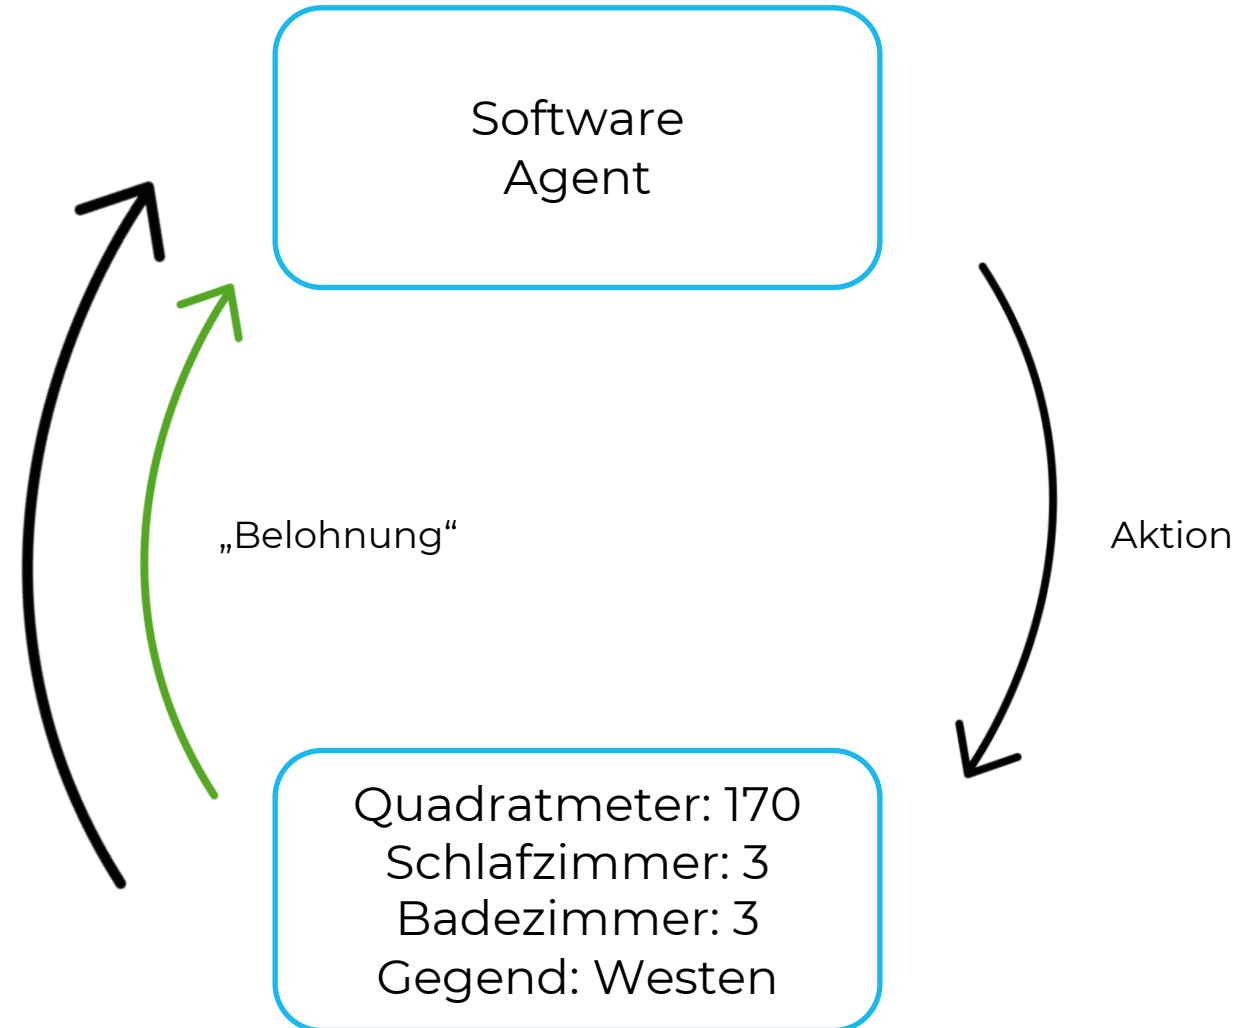 Software
Agent
„Belohnung“
Aktion
Quadratmeter: 170
Schlafzimmer: 3
Badezimmer: 3
Gegend: Westen